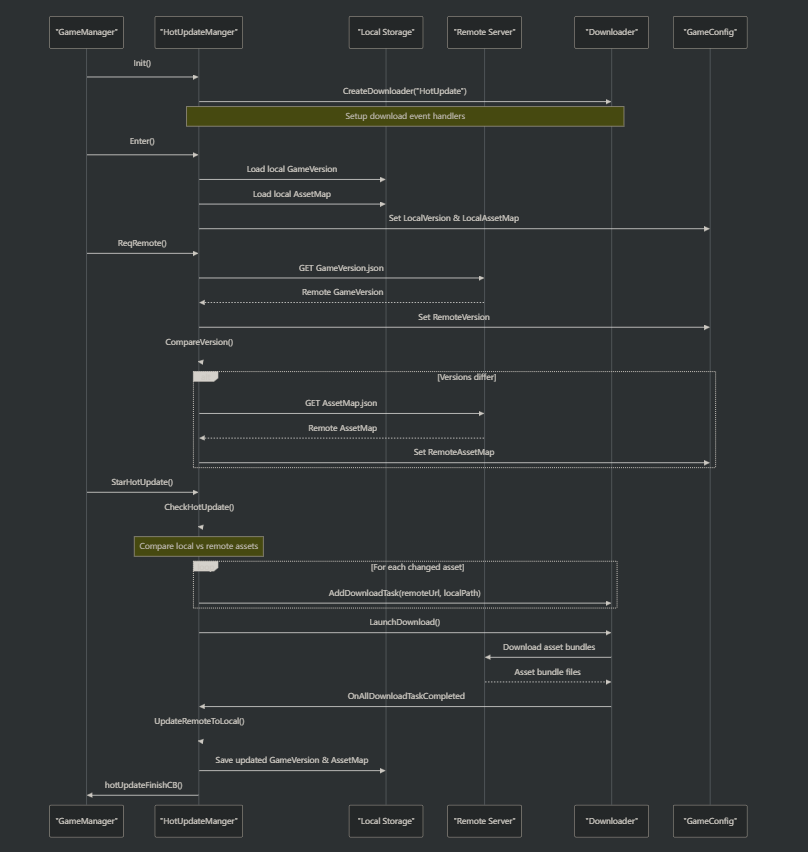 "GameManager" "HotUpdateManger" "Local Storage" "Remote Server" "Downloader" "GameConfig"
Init()
CreateDownloader("HotUpdate")
Setup download event handlers
Enter()
Load local GameVersion
Load local AssetMap
Set LocalVersion & LocalAssetMap
ReqRemote()
GET GameVersion.json
Remote GameVersion
Set RemoteVersion
CompareVersion()
[Versions differ]
GET AssetMap.json
Remote AssetMap
Set RemoteAssetMap
StarHotUpdate()
CheckHotUpdate()
Compare local vs remote assets
[For each changed asset]
AddDownloadTask(remoteUrl, localPath)
LaunchDownload()
Download asset bundles
Asset bundle files
OnAllDownloadTaskCompleted
UpdateRemoteToLocal()
Save updated GameVersion & AssetMap
hotUpdateFinishCB()
"GameManager" "HotUpdateManger" "Local Storage" "Remote Server" "Downloader" "GameConfig"